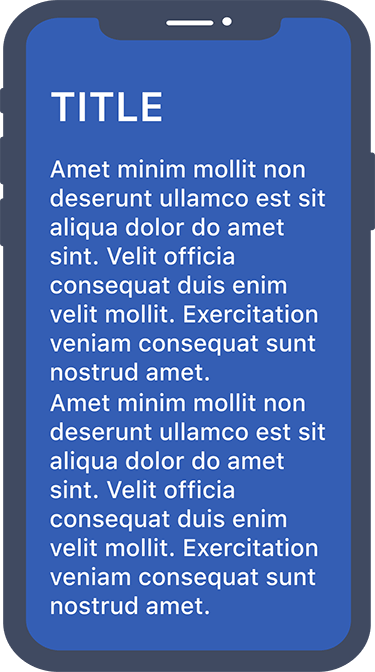 TITLE
Amet minim mollit non
deserunt ullamco est sit
aliqua dolor do amet
sint. Velit officia
consequat duis enim
velit mollit. Exercitation
veniam consequat sunt
nostrud amet.
Amet minim mollit non
deserunt ullamco est sit
aliqua dolor do amet
sint. Velit officia
consequat duis enim
velit mollit. Exercitation
veniam consequat sunt
nostrud amet.